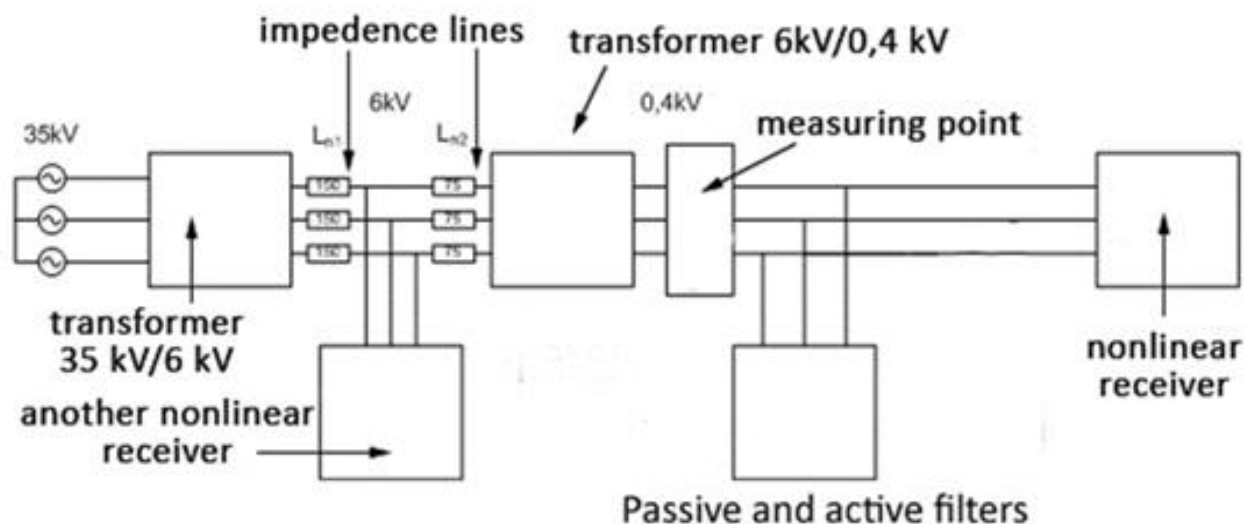 impedence lines
transformer 6kV/0,4 kV
6kV
0,4kV
measuring point
35kV
Ln1
Ln2
150
75
150
75
150
75
transformer
35 kV/6 kV
nonlinear
receiver
another nonlinear
receiver
Passive and active filters